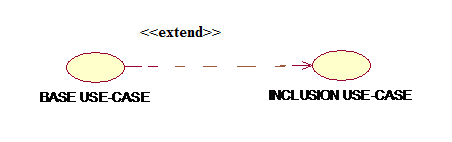 <<extend>>
BASE USE-CASE
INCLUSION USE-CASE